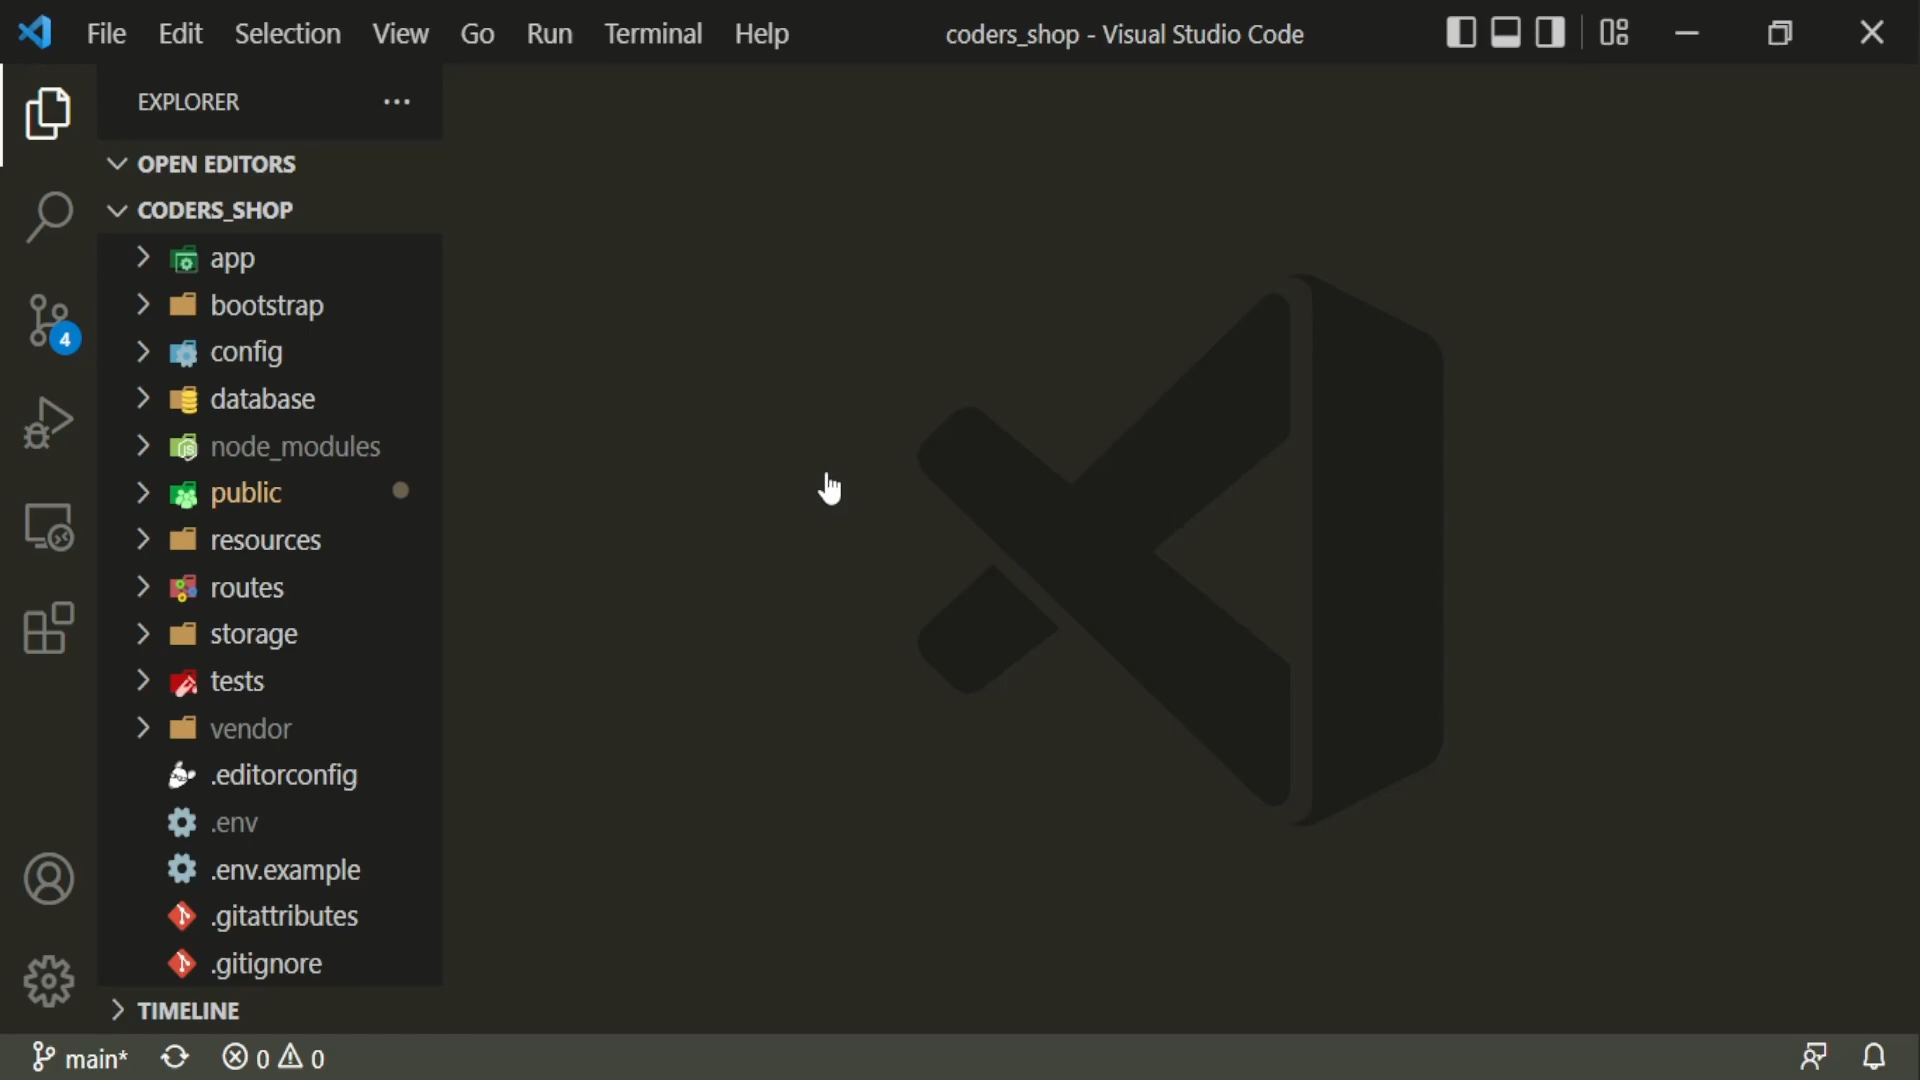 File Edit Selection View Go Run Terminal Help coders_shop - Visual Studio Code
EXPLORER
OPEN EDITORS
CODERS_SHOP
app
bootstrap
config
database
node_modules
public
resources
routes
storage
tests
vendor
.editorconfig
.env
.env.example
.gitattributes
.gitignore
TIMELINE
4
main* 0 0